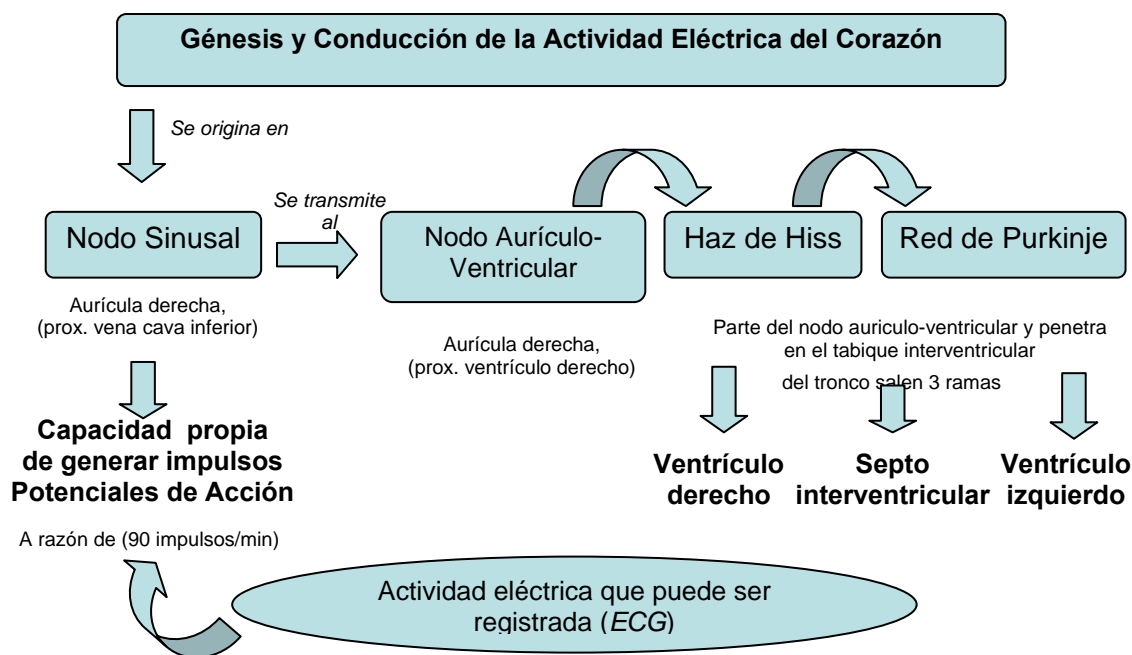 Génesis y Conducción de la Actividad Eléctrica del Corazón
Se origina en
Se transmite
al
Nodo Sinusal
Nodo Aurículo-
Ventricular
Haz de Hiss
Red de Purkinje
Aurícula derecha,
(prox. vena cava inferior)
Aurícula derecha,
(prox. ventrículo derecho)
Parte del nodo auriculo-ventricular y penetra
en el tabique interventricular
del tronco salen 3 ramas
Capacidad propia
de generar impulsos
Potenciales de Acción
Ventrículo
derecho
Septo
interventricular
Ventrículo
izquierdo
A razón de (90 impulsos/min)
Actividad eléctrica que puede ser
registrada (ECG)